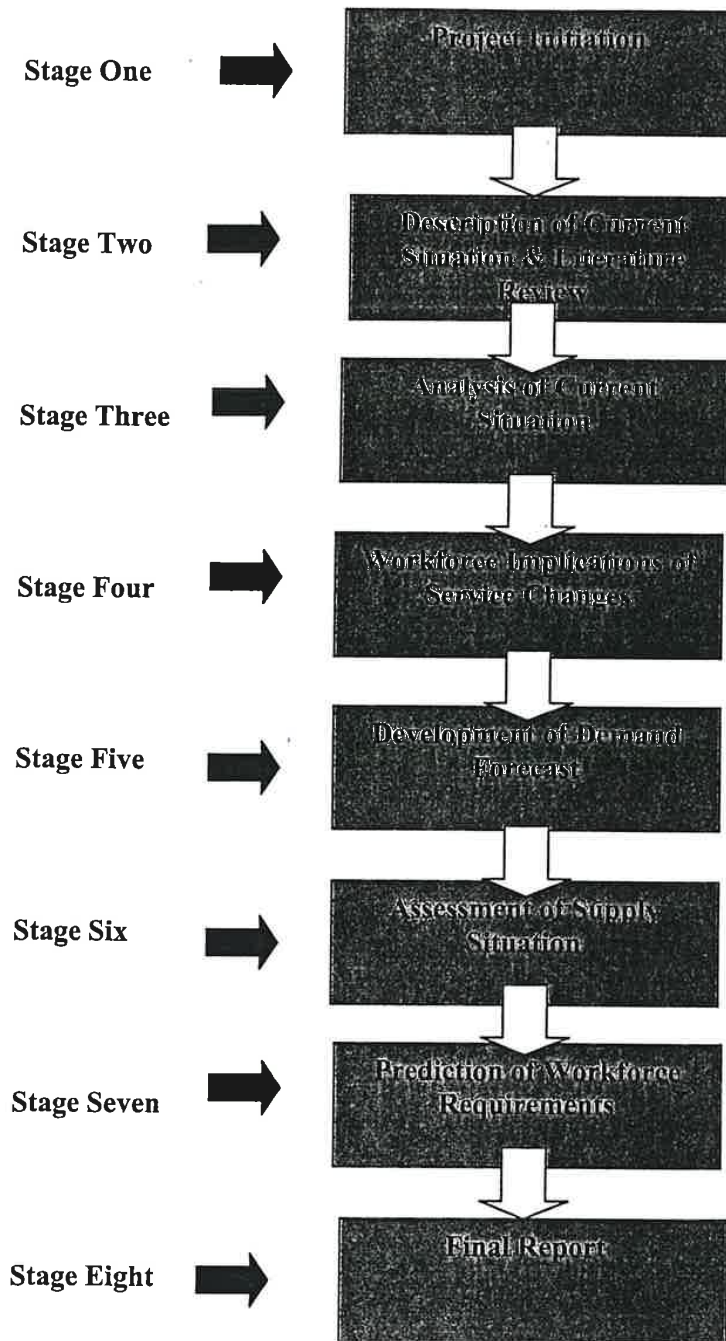 Stage One
Project Initiation
Stage Two
Description of Current
Situation & Literature
Review
Stage Three
Analysis of Current
Situation
Stage Four
Workforce Implications of
Service Changes.
Stage Five
Development of Demand
Forecast
Stage Six
Assessment of Supply
Situation
Stage Seven
Prediction of Workforce
Requirements
Stage Eight
Final Report